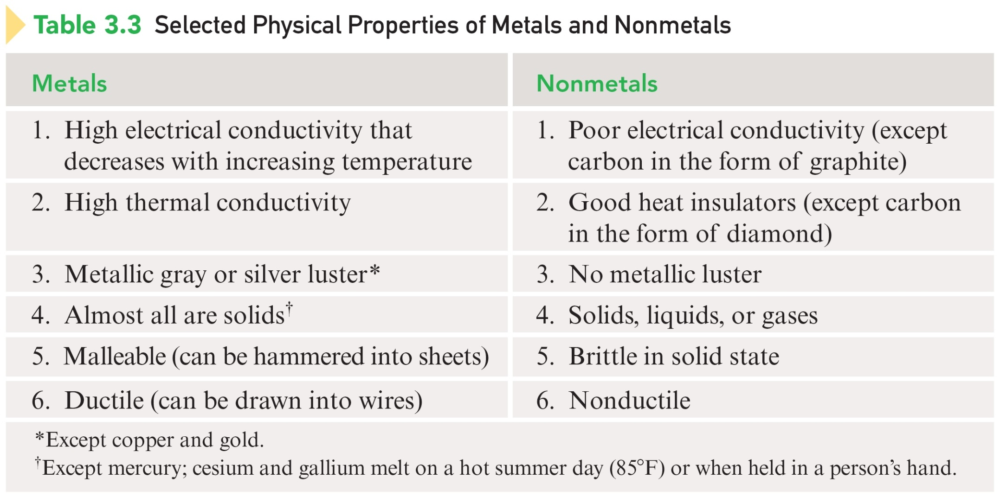 Table 3.3 Selected Physical Properties of Metals and Nonmetals
Metals
Nonmetals
1. High electrical conductivity that
decreases with increasing temperature
1. Poor electrical conductivity (except
carbon in the form of graphite)
2. High thermal conductivity
2. Good heat insulators (except carbon
in the form of diamond)
3. Metallic gray or silver luster*
3. No metallic luster
4. Almost all are solids†
4. Solids, liquids, or gases
5. Malleable (can be hammered into sheets)
5. Brittle in solid state
6. Ductile (can be drawn into wires)
6. Nonductile
*Except copper and gold.
†Except mercury; cesium and gallium melt on a hot summer day (85°F) or when held in a person’s hand.